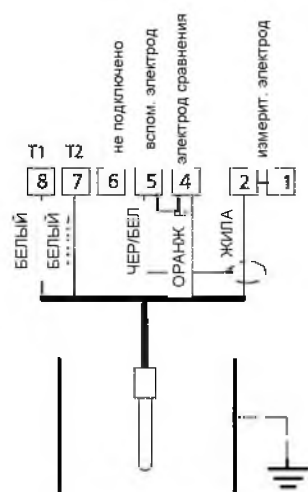 не подключено
вспом. электрод
электрод сравнения
измерит. электрод
T1
T2
8
7
6
5
4
2
1
БЕЛЫЙ
БЕЛЫЙ
ЧЕР/БЕЛ
ОРАНЖ
ЖИЛА